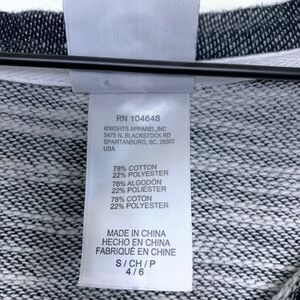 RN 104648
KNIGHTS APPAREL,INC
5475 N. BLACKSTOCK RD
SPARTANBURG, SC. 29303
USA
78% COTTON
22% POLYESTER
78% ALGODÓN
22% POLIÉSTER
78% COTON
22% POLYESTER
MADE IN CHINA
HECHO EN CHINA
FABRIQUÉ EN CHINE
S / CH / P
4 / 6